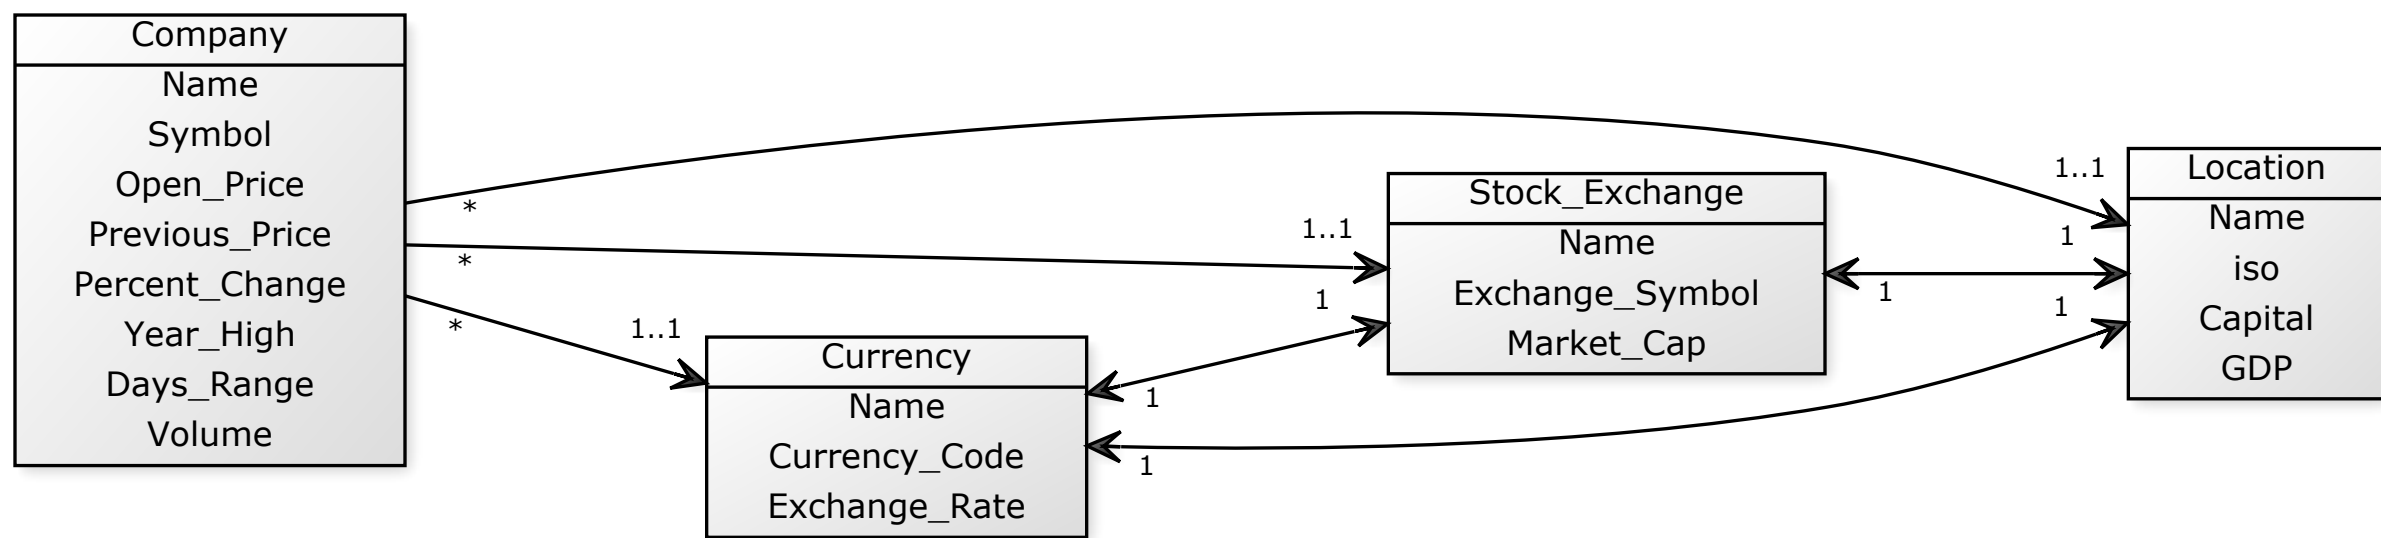 Company
Name
Symbol
Open_Price
Previous_Price
Percent_Change
Year_High
Days_Range
Volume
*
*
*
1..1
1..1
1..1
Currency
Name
Currency_Code
Exchange_Rate
1
1
1
Stock_Exchange
Name
Exchange_Symbol
Market_Cap
1
1
1
Location
Name
iso
Capital
GDP